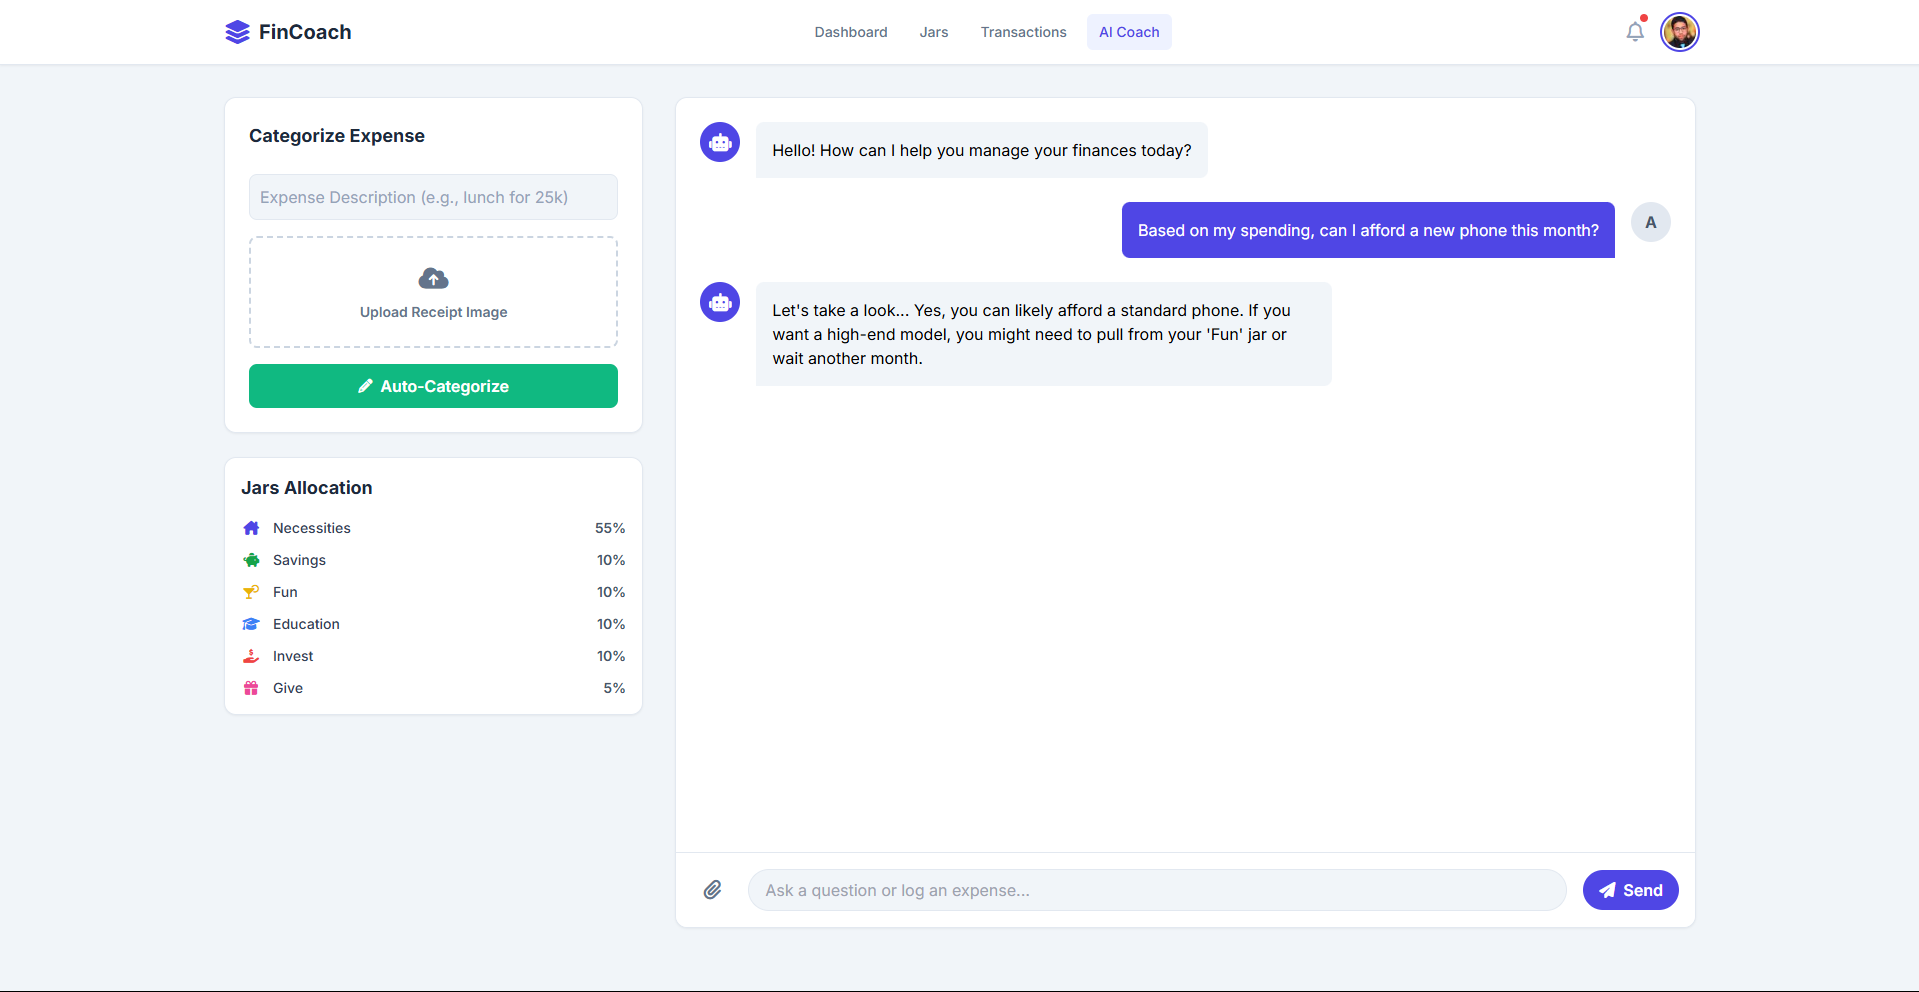 FinCoach
Dashboard
Jars
Transactions
AI Coach
Categorize Expense
Expense Description (e.g., lunch for 25k)
Upload Receipt Image
Auto-Categorize
Jars Allocation
Necessities 55%
Savings 10%
Fun 10%
Education 10%
Invest 10%
Give 5%
Hello! How can I help you manage your finances today?
Based on my spending, can I afford a new phone this month?
A
Let's take a look... Yes, you can likely afford a standard phone. If you
want a high-end model, you might need to pull from your 'Fun' jar or
wait another month.
Ask a question or log an expense...
Send